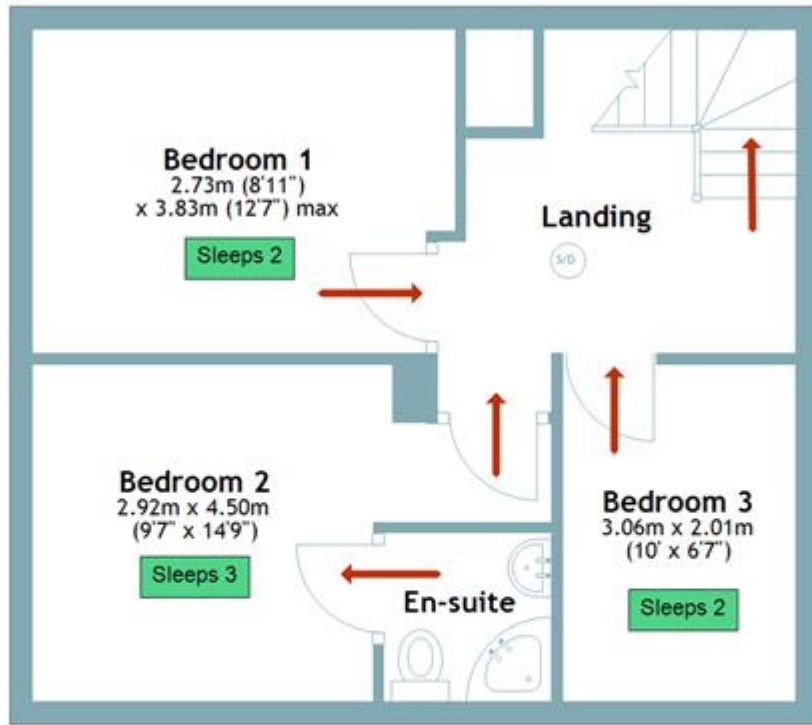 Bedroom 1
2.73m (8'11")
x 3.83m (12'7") max
Sleeps 2
Landing
S/D
Bedroom 2
2.92m x 4.50m
(9'7" x 14'9")
Sleeps 3
En-suite
Bedroom 3
3.06m x 2.01m
(10' x 6'7")
Sleeps 2